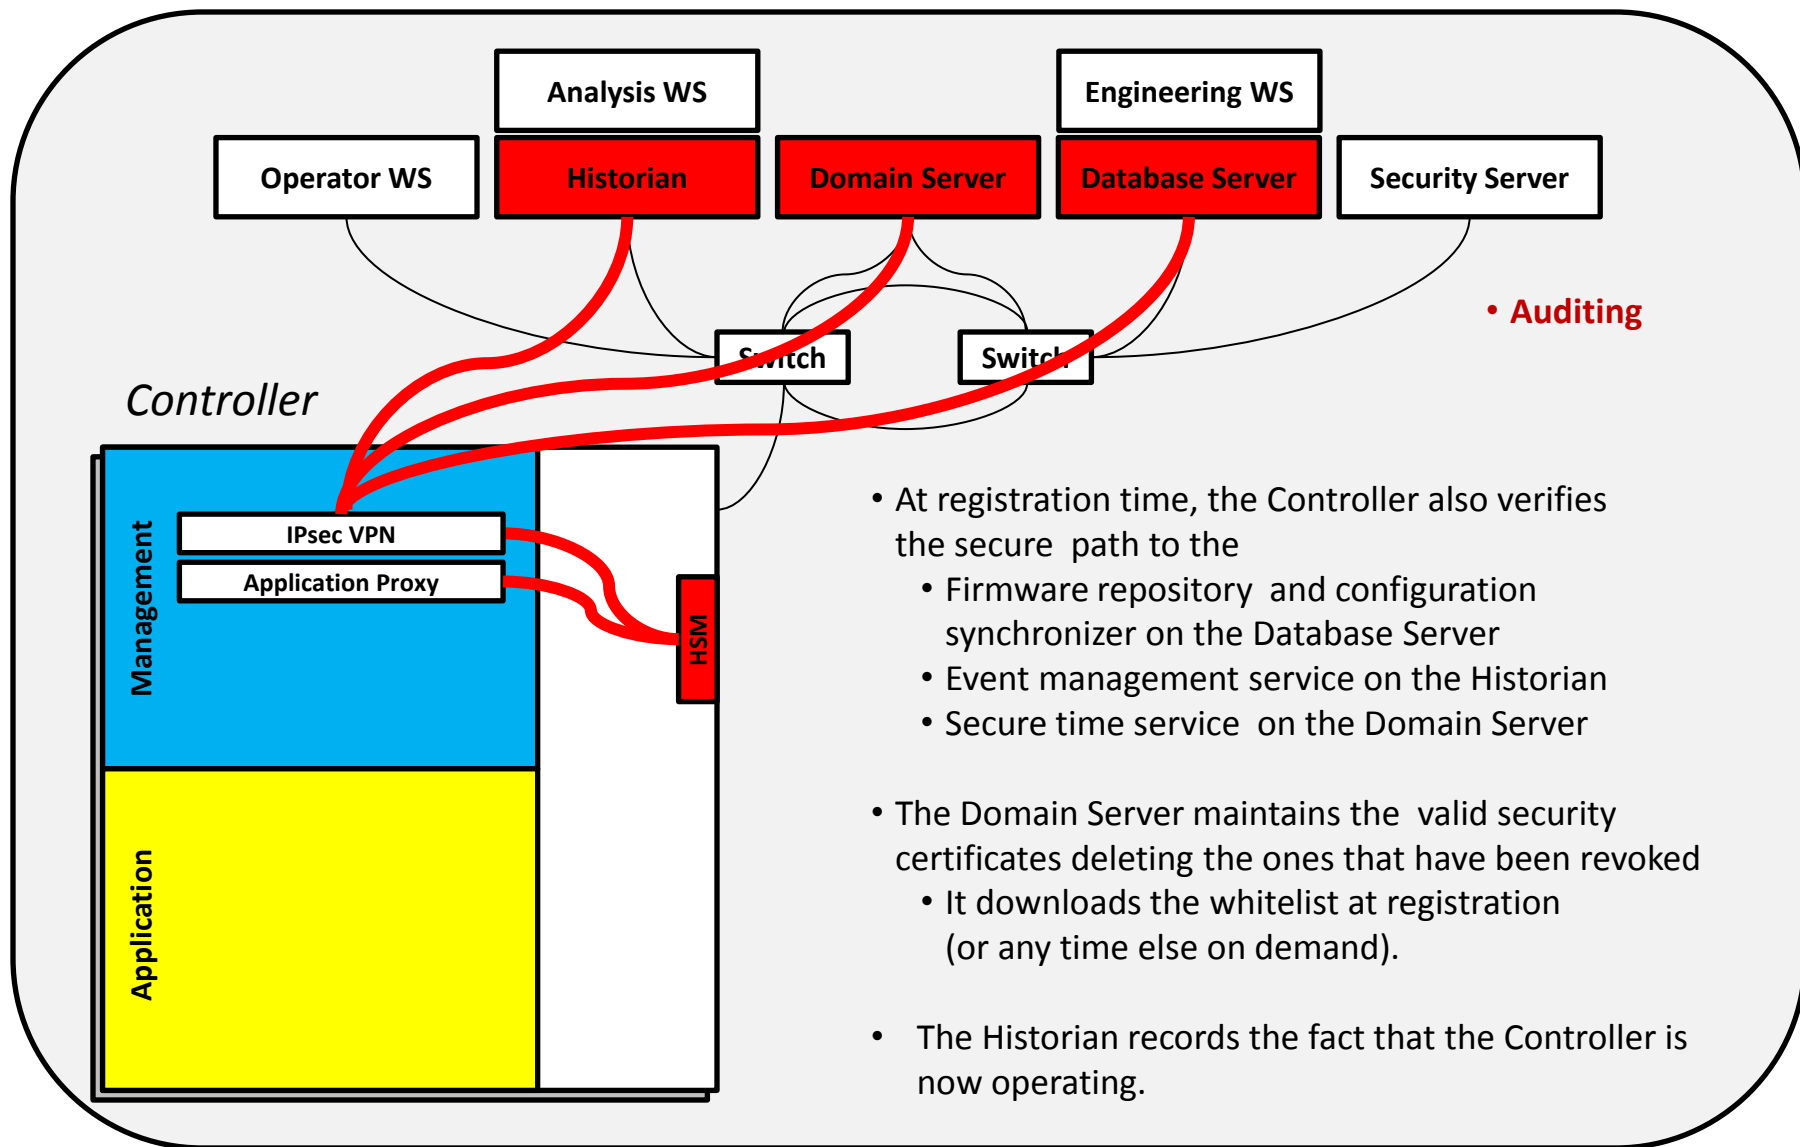 Analysis WS
Engineering WS
Operator WS
Historian
Domain Server
Database Server
Security Server
• Auditing
Switch
Switch
Controller
Management
IPsec VPN
Application Proxy
HSM
Application
• At registration time, the Controller also verifies
the secure path to the
• Firmware repository and configuration
synchronizer on the Database Server
• Event management service on the Historian
• Secure time service on the Domain Server
• The Domain Server maintains the valid security
certificates deleting the ones that have been revoked
• It downloads the whitelist at registration
(or any time else on demand).
• The Historian records the fact that the Controller is
now operating.